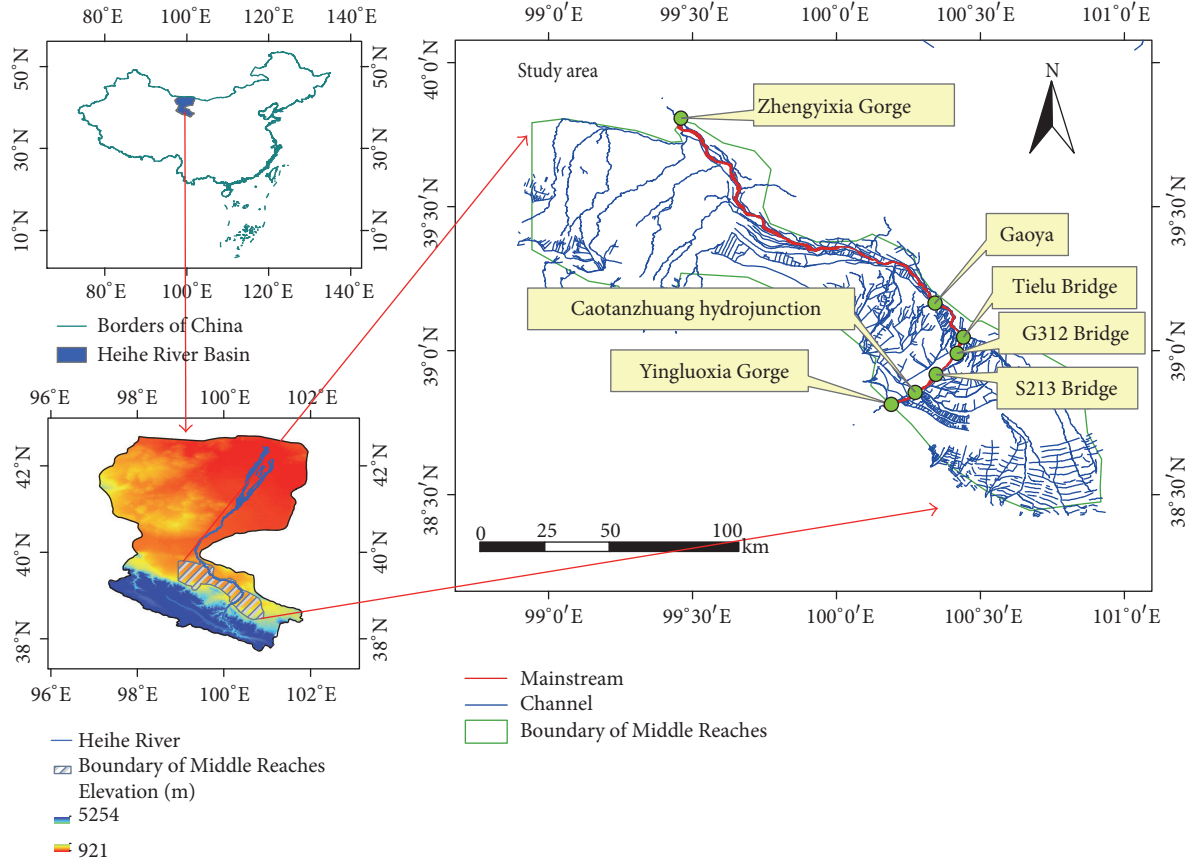 80°E 100°E 120°E 140°E
50°N
30°N
10°N
50°N
30°N
10°N
80°E 100°E 120°E 140°E
Borders of China
Heihe River Basin
96°E 98°E 100°E 102°E
42°N
40°N
38°N
42°N
40°N
38°N
96°E 98°E 100°E 102°E
Heihe River
Boundary of Middle Reaches
Elevation (m)
5254
921
99°0′E 99°30′E 100°0′E 100°30′E 101°0′E
40°0′N
39°30′N
39°0′N
38°30′N
Study area
N
Zhengyixia Gorge
Gaoya
Tielu Bridge
Caotanzhuang hydrojunction
G312 Bridge
Yingluoxia Gorge
S213 Bridge
0 25 50 100
km
40°0′N
39°30′N
39°0′N
38°30′N
99°0′E 99°30′E 100°0′E 100°30′E 101°0′E
Mainstream
Channel
Boundary of Middle Reaches